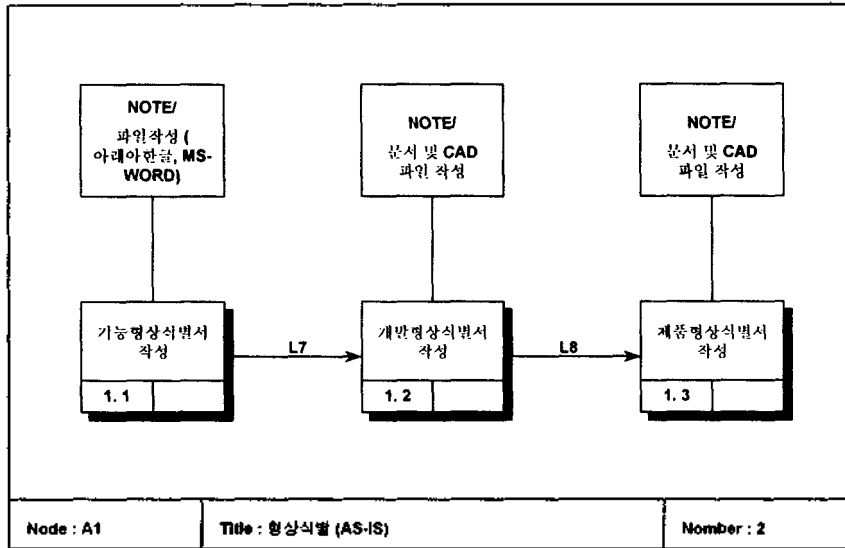 NOTE/
파일작성 (
아래아한글, MS-
WORD)
NOTE/
문서 및 CAD
파일 작성
NOTE/
문서 및 CAD
파일 작성
기능형상식별서
작성
1. 1
L7
개발형상식별서
작성
1. 2
L8
제품형상식별서
작성
1. 3
Node : A1
Title : 형상식별 (AS-IS)
Nomber : 2